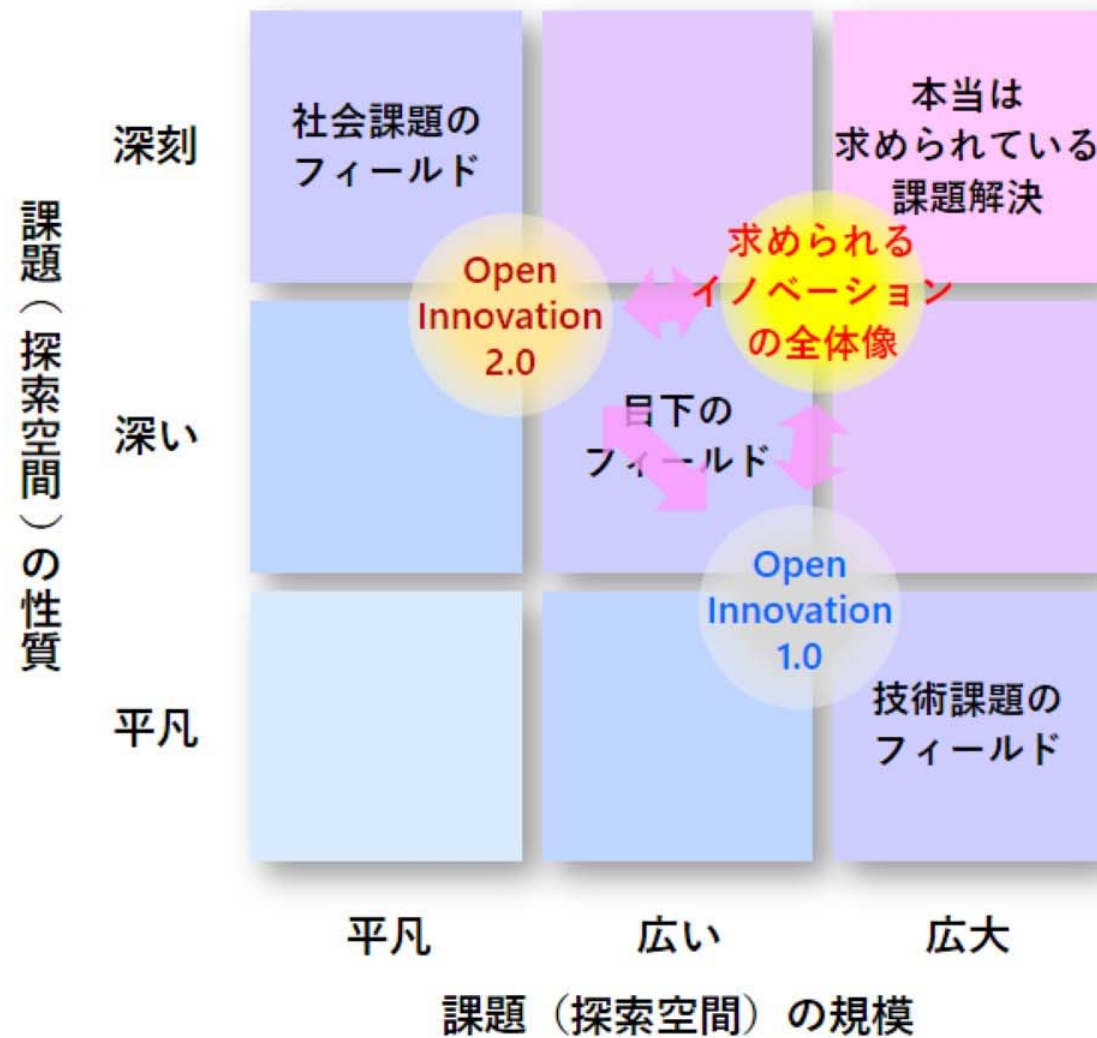 課題（探索空間）の性質
深刻
深い
平凡
社会課題の
フィールド
本当は
求められている
課題解決
Open
Innovation
2.0
求められる
イノベーション
の全体像
目下の
フィールド
Open
Innovation
1.0
技術課題の
フィールド
平凡
広い
広大
課題（探索空間）の規模